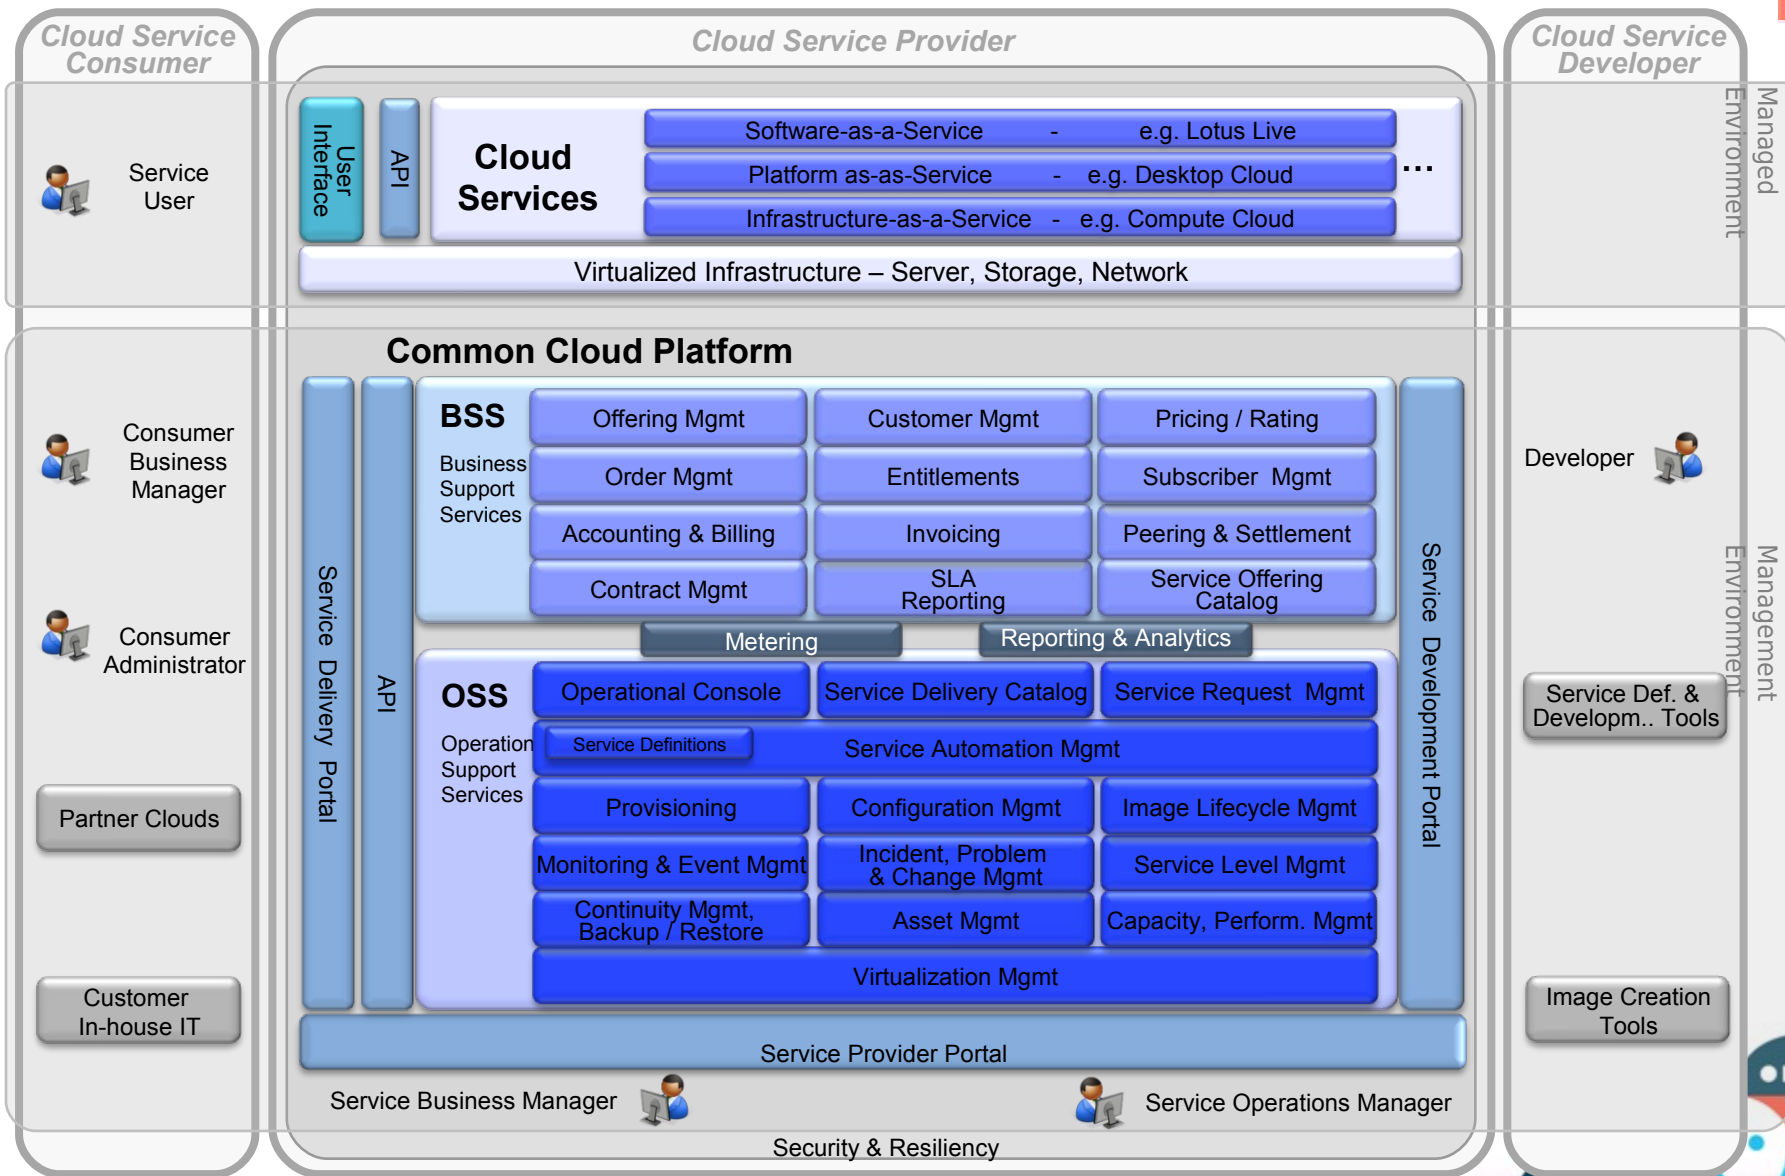 Cloud Service
Consumer
Cloud Service Provider
Cloud Service
Developer
Managed
Environment
Service
User
User
Interface
API
Cloud
Services
Software-as-a-Service - e.g. Lotus Live
Platform as-as-Service - e.g. Desktop Cloud
Infrastructure-as-a-Service - e.g. Compute Cloud
...
Virtualized Infrastructure – Server, Storage, Network
Common Cloud Platform
Management
Environment
Consumer
Business
Manager
Consumer
Administrator
Partner Clouds
Customer
In-house IT
Service Delivery Portal
API
BSS
Business
Support
Services
Offering Mgmt
Customer Mgmt
Pricing / Rating
Order Mgmt
Entitlements
Subscriber Mgmt
Accounting & Billing
Invoicing
Peering & Settlement
Contract Mgmt
SLA
Reporting
Service Offering
Catalog
Metering
Reporting & Analytics
OSS
Operation
Support
Services
Operational Console
Service Delivery Catalog
Service Request Mgmt
Service Definitions
Service Automation Mgmt
Provisioning
Configuration Mgmt
Image Lifecycle Mgmt
Monitoring & Event Mgmt
Incident, Problem
& Change Mgmt
Service Level Mgmt
Continuity Mgmt,
Backup / Restore
Asset Mgmt
Capacity, Perform. Mgmt
Virtualization Mgmt
Service Development Portal
Developer
Service Def. &
Developm.. Tools
Image Creation
Tools
Service Provider Portal
Service Business Manager
Service Operations Manager
Security & Resiliency